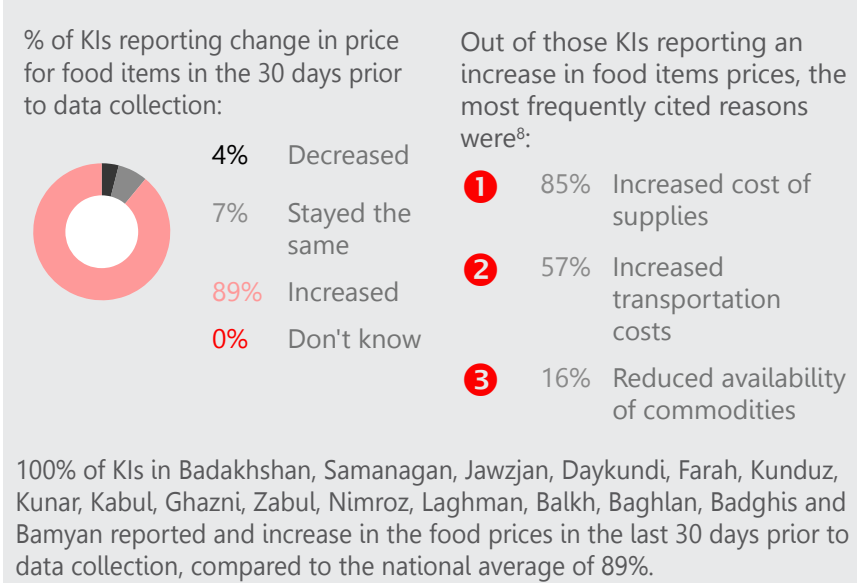 % of KIs reporting change in price
for food items in the 30 days prior
to data collection:
4% Decreased
7% Stayed the
same
89% Increased
0% Don't know
Out of those KIs reporting an
increase in food items prices, the
most frequently cited reasons
were⁸:
1 85% Increased cost of
supplies
2 57% Increased
transportation
costs
3 16% Reduced availability
of commodities
100% of KIs in Badakhshan, Samanagan, Jawzjan, Daykundi, Farah, Kunduz,
Kunar, Kabul, Ghazni, Zabul, Nimroz, Laghman, Balkh, Baghlan, Badghis and
Bamyan reported and increase in the food prices in the last 30 days prior to
data collection, compared to the national average of 89%.